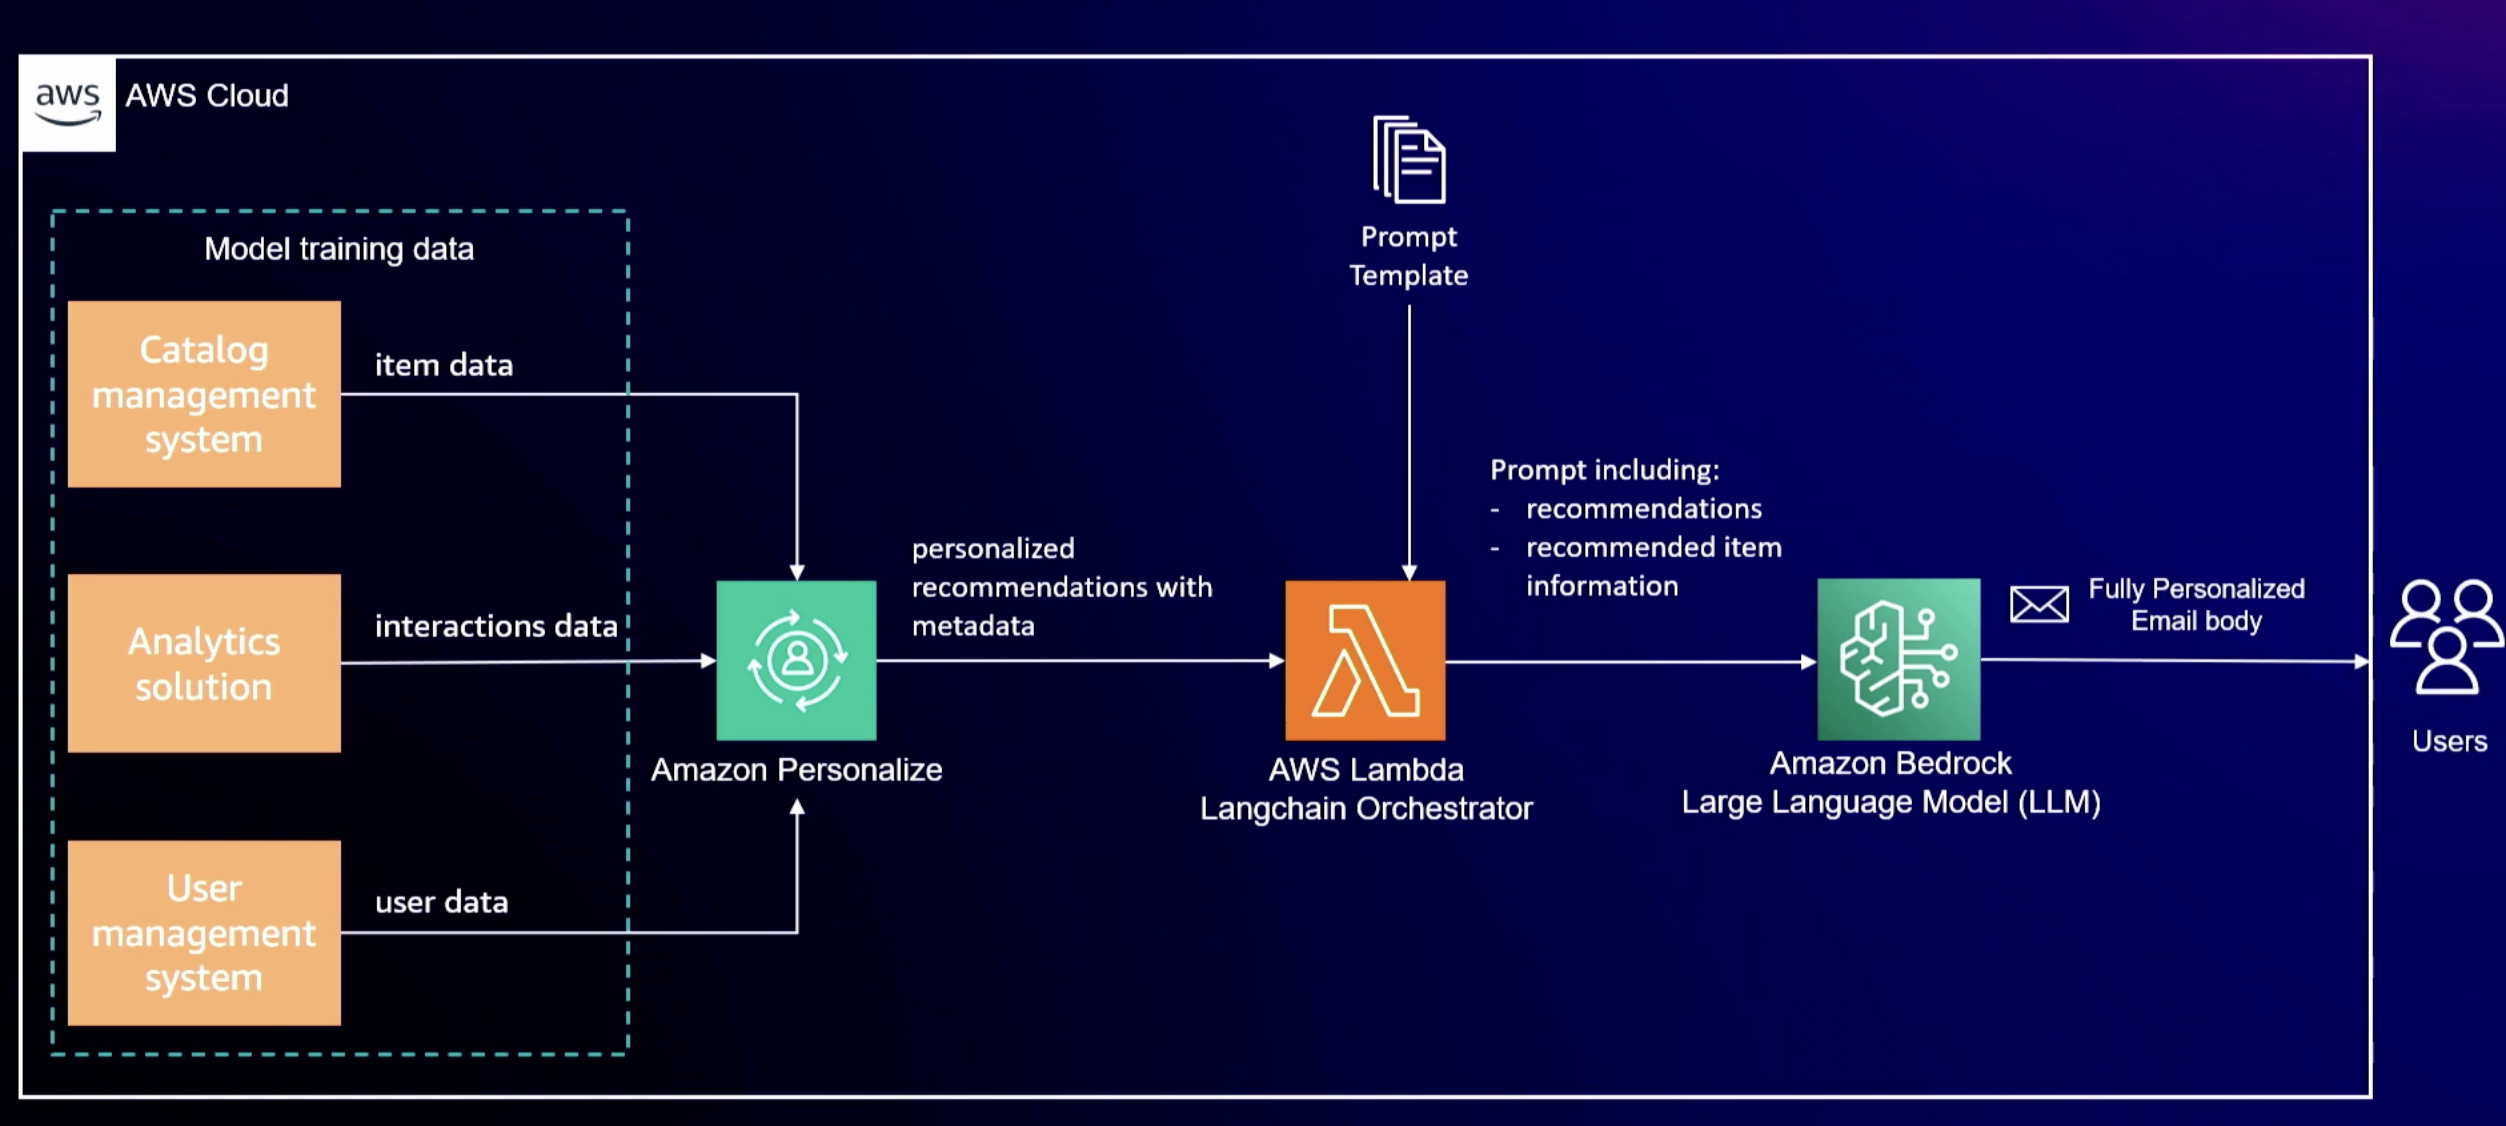 aws
AWS Cloud
Model training data
Catalog
management
system
item data
Analytics
solution
interactions data
User
management
system
user data
Amazon Personalize
personalized
recommendations with
metadata
Prompt
Template
AWS Lambda
Langchain Orchestrator
Prompt including:
- recommendations
- recommended item
information
Amazon Bedrock
Large Language Model (LLM)
Fully Personalized
Email body
Users